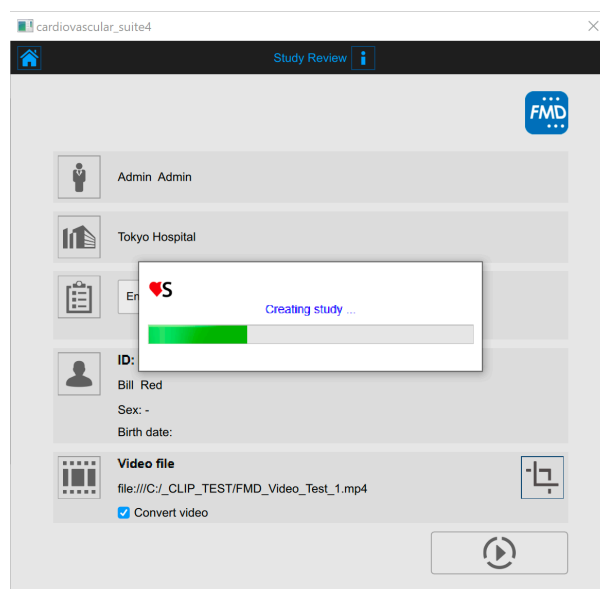 cardiovascular_suite4
Study Review
FMD
Admin Admin
Tokyo Hospital
En
S
Creating study ...
ID:
Bill Red
Sex: -
Birth date:
Video file
file:///C:/_CLIP_TEST/FMD_Video_Test_1.mp4
Convert video